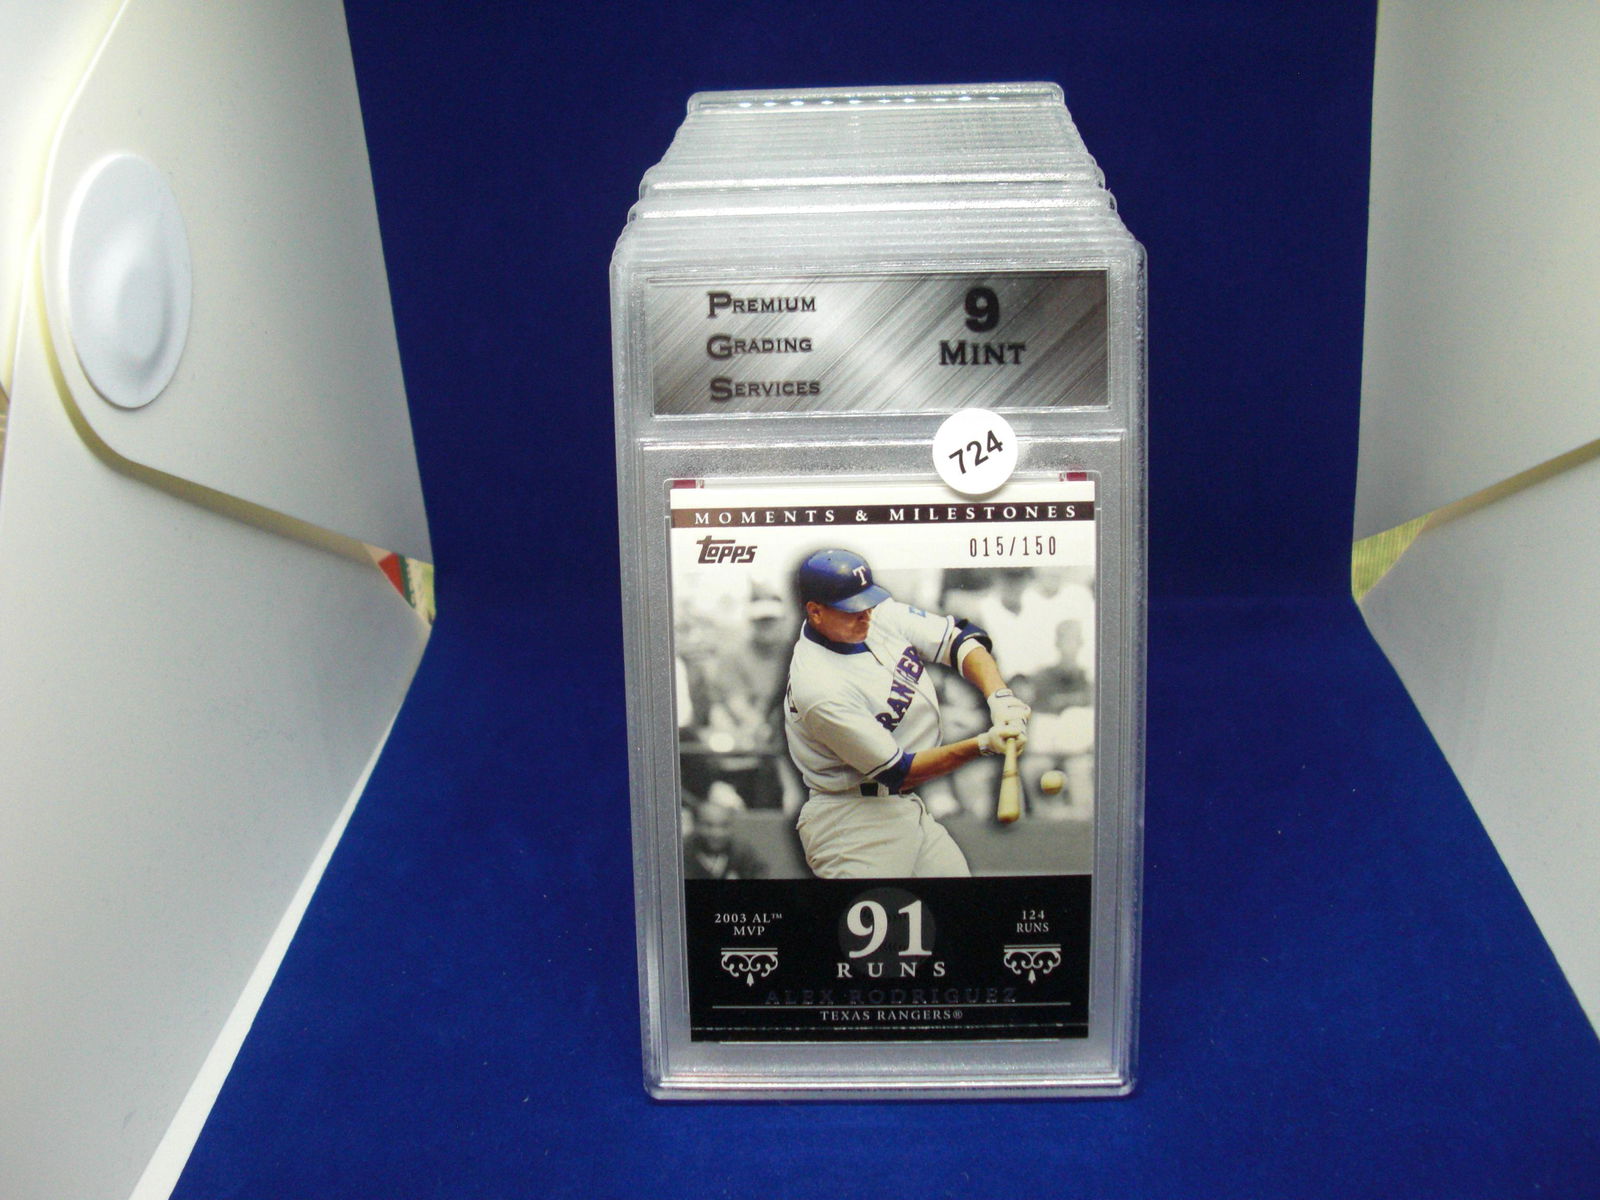 PREMIUM
GRADING
SERVICES
9
MINT
724
MOMENTS & MILESTONES
Topps
015/150
T
RANGER
2003 AL™
MVP
91
RUNS
124
RUNS
ALEX RODRIGUEZ
TEXAS RANGERS®